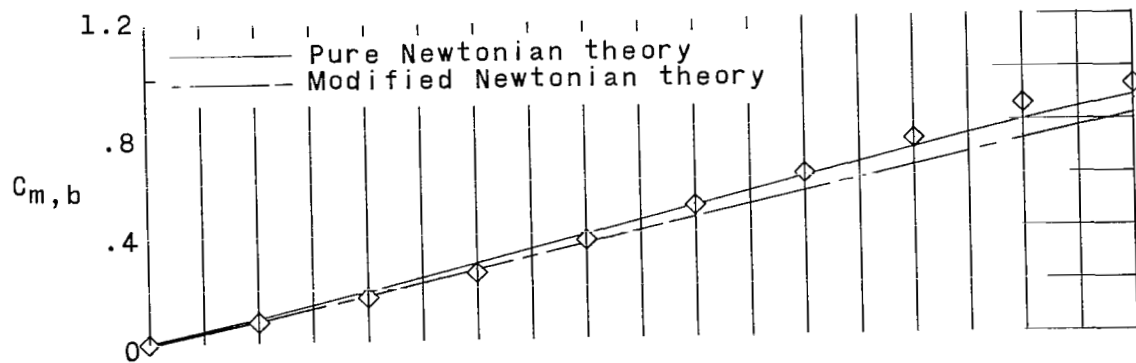 1.2
Pure Newtonian theory
Modified Newtonian theory
.8
Cm,b
.4
0